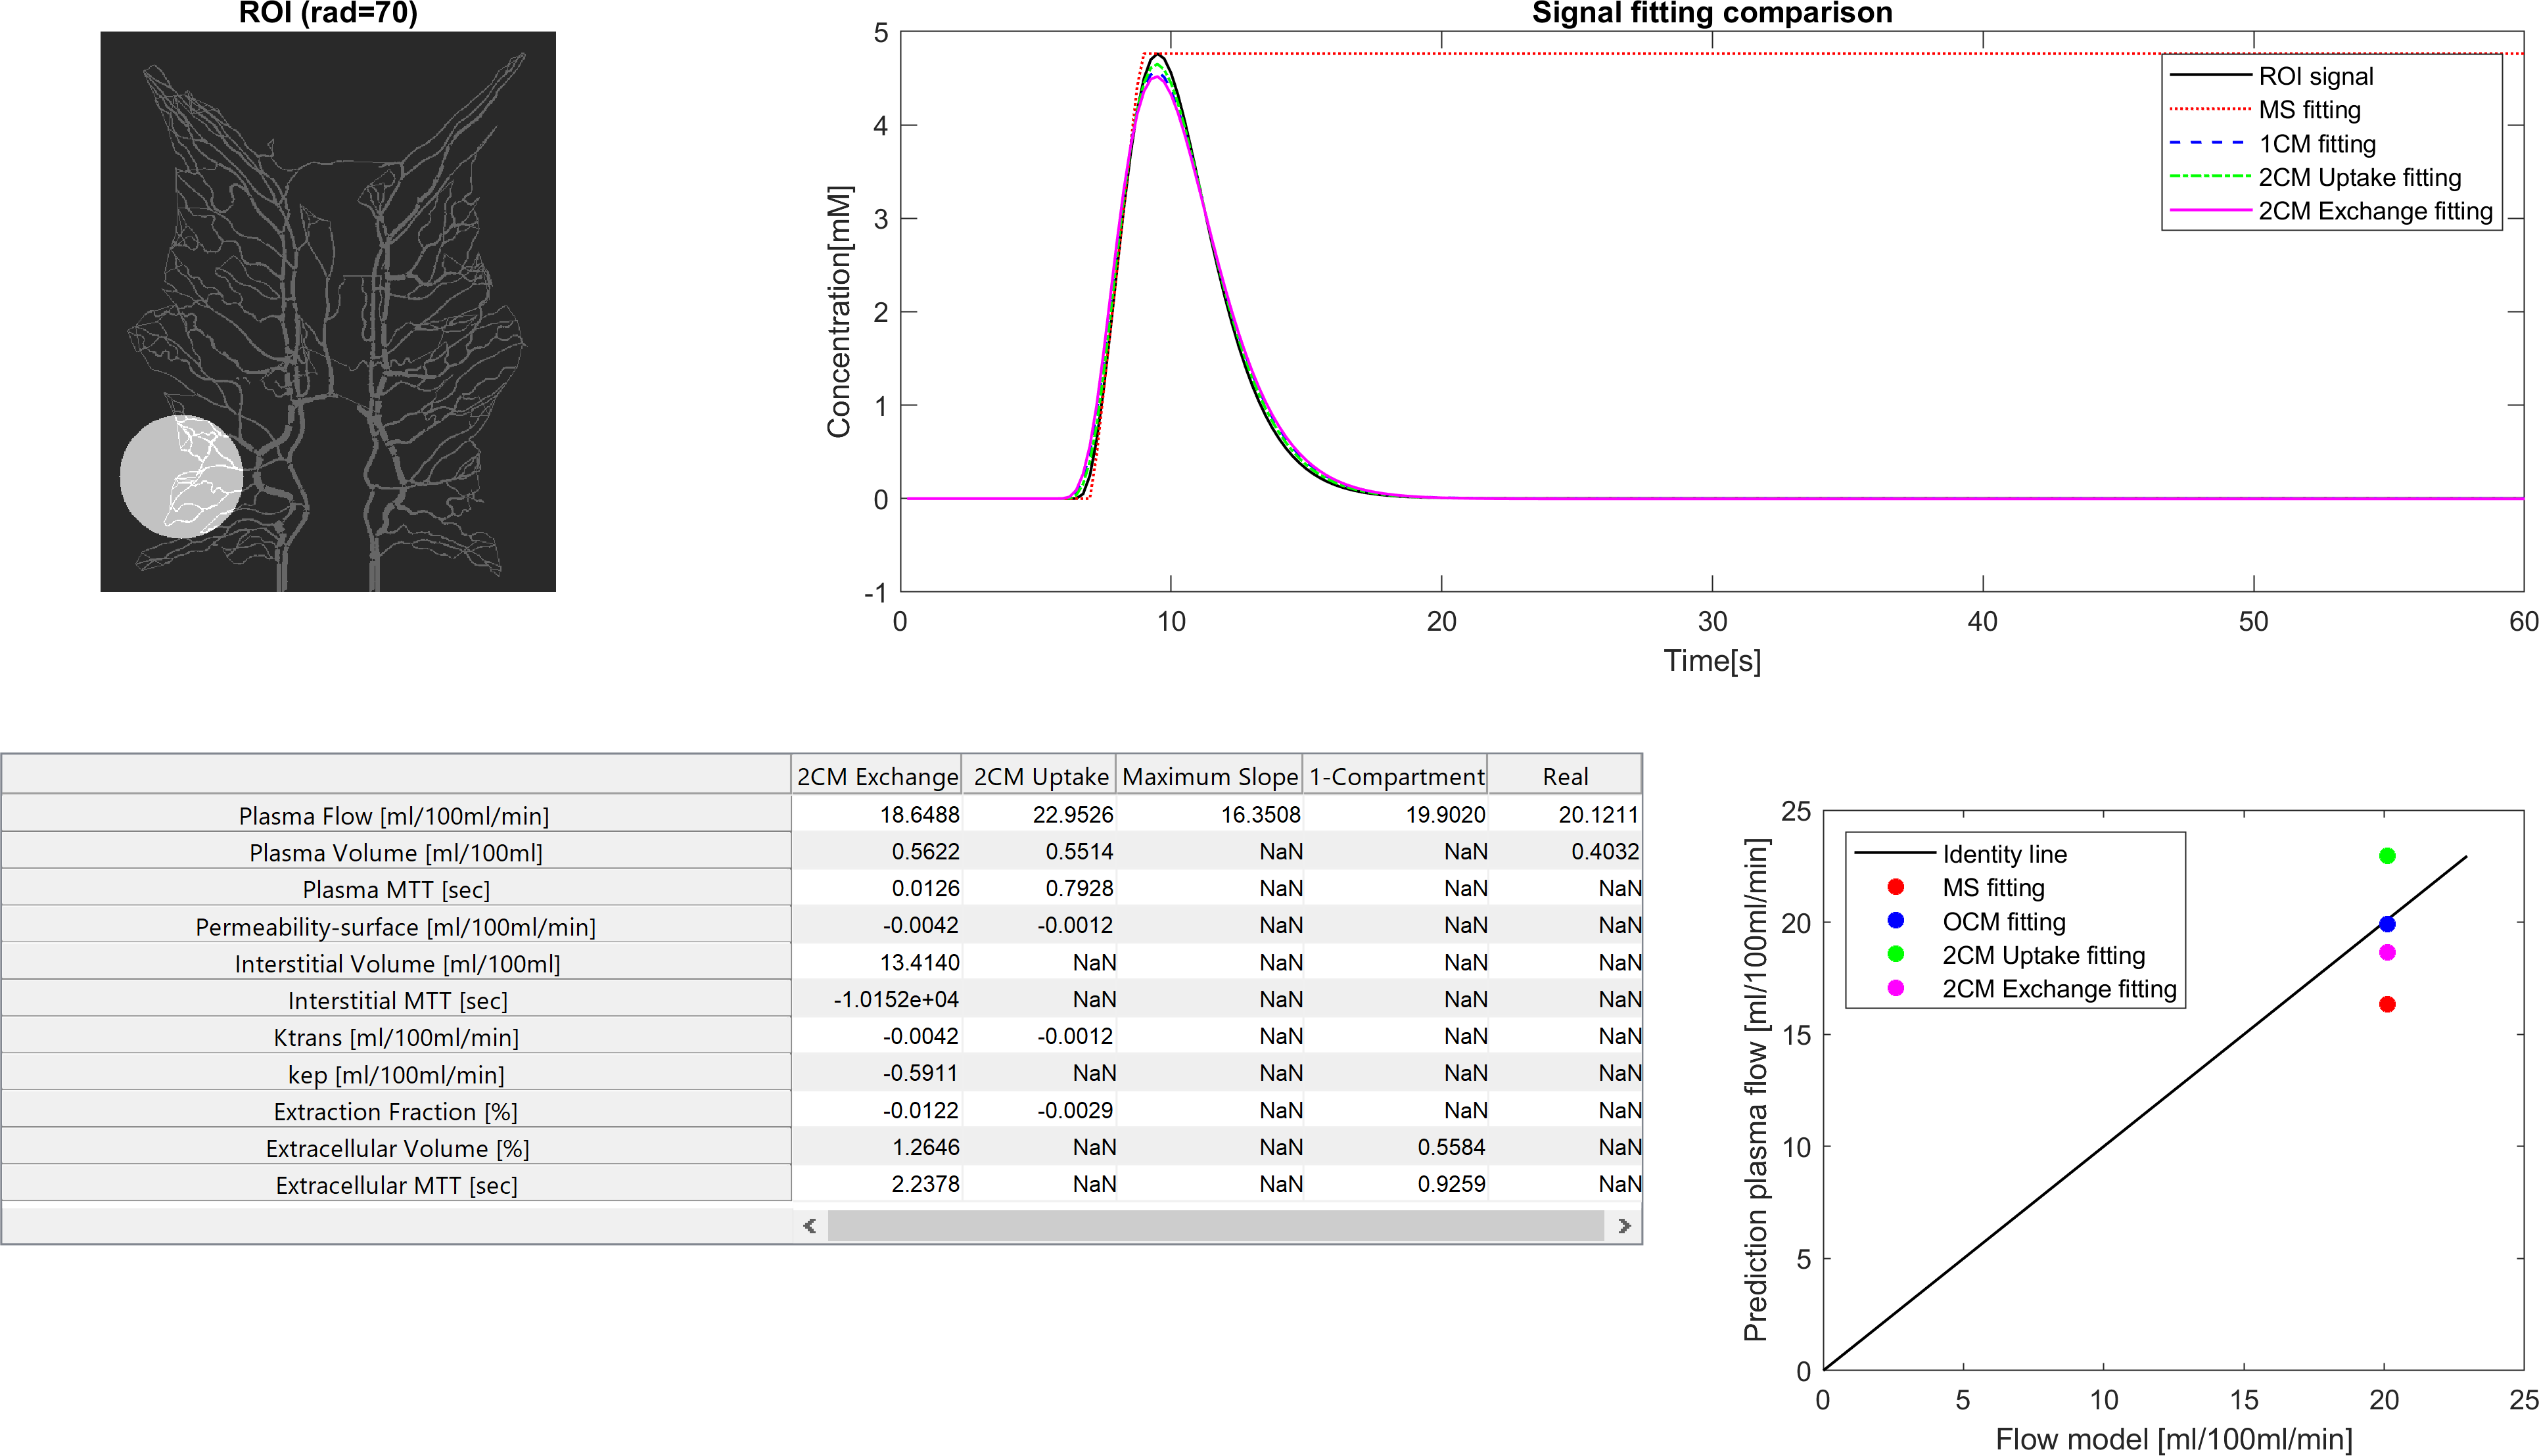 ROI (rad=70)
Signal fitting comparison
5
4
3
2
1
0
-1
Concentration[mM]
0 10 20 30 40 50 60
Time[s]
ROI signal
MS fitting
1CM fitting
2CM Uptake fitting
2CM Exchange fitting
2CM Exchange 2CM Uptake Maximum Slope 1-Compartment Real
Plasma Flow [ml/100ml/min] 18.6488 22.9526 16.3508 19.9020 20.1211
Plasma Volume [ml/100ml] 0.5622 0.5514 NaN NaN 0.4032
Plasma MTT [sec] 0.0126 0.7928 NaN NaN NaN
Permeability-surface [ml/100ml/min] -0.0042 -0.0012 NaN NaN NaN
Interstitial Volume [ml/100ml] 13.4140 NaN NaN NaN NaN
Interstitial MTT [sec] -1.0152e+04 NaN NaN NaN NaN
Ktrans [ml/100ml/min] -0.0042 -0.0012 NaN NaN NaN
kep [ml/100ml/min] -0.5911 NaN NaN NaN NaN
Extraction Fraction [%] -0.0122 -0.0029 NaN NaN NaN
Extracellular Volume [%] 1.2646 NaN NaN 0.5584 NaN
Extracellular MTT [sec] 2.2378 NaN NaN 0.9259 NaN
25
20
15
10
5
0
Prediction plasma flow [ml/100ml/min]
Identity line
MS fitting
OCM fitting
2CM Uptake fitting
2CM Exchange fitting
0 5 10 15 20 25
Flow model [ml/100ml/min]